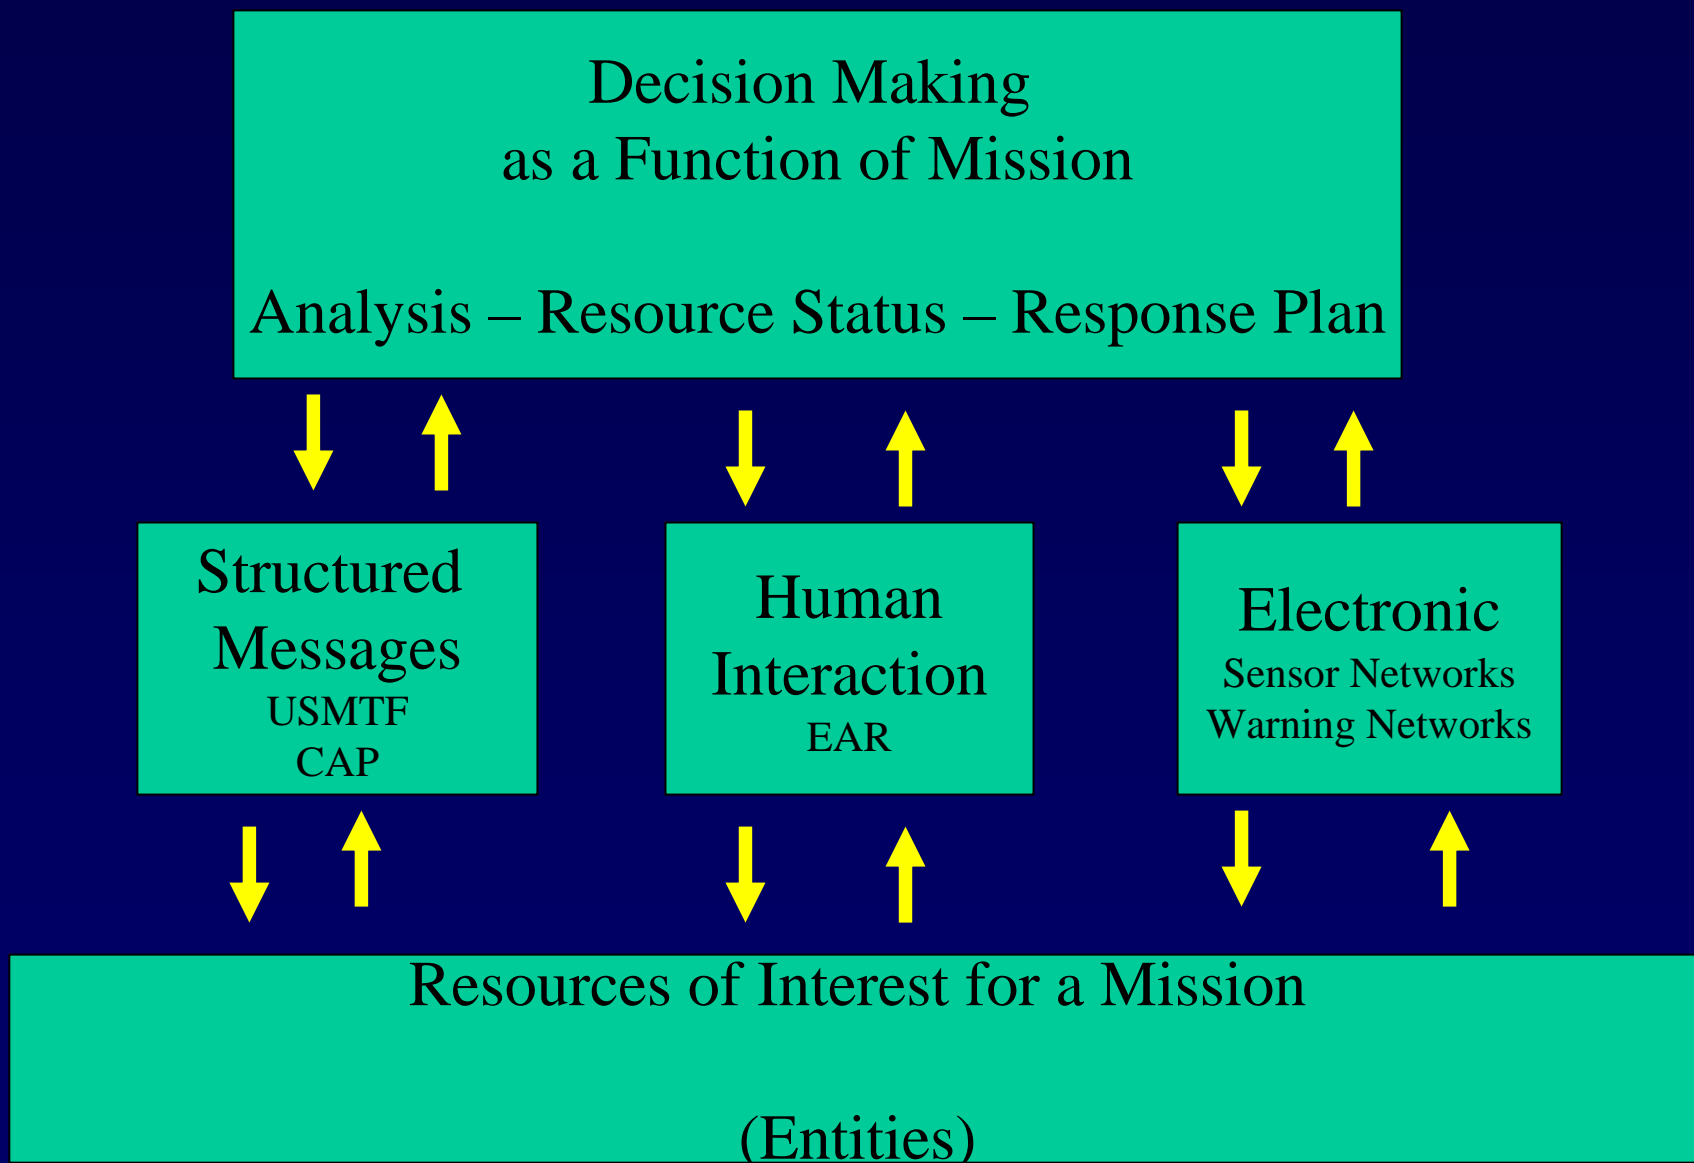 Decision Making
as a Function of Mission
Analysis – Resource Status – Response Plan
Structured
Messages
USMTF
CAP
Human
Interaction
EAR
Electronic
Sensor Networks
Warning Networks
Resources of Interest for a Mission
(Entities)